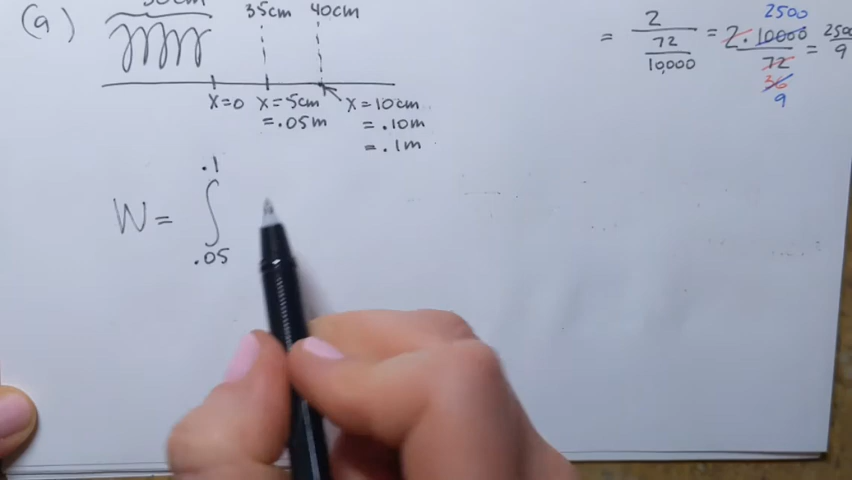 (a) 35cm 40cm
x=0 x=5cm x=10cm
=.05m =.10m
=.1m
.1
W= ∫
.05
2 2500
= ― = 2.10000 = 2500
72 72 9
10,000 36
9